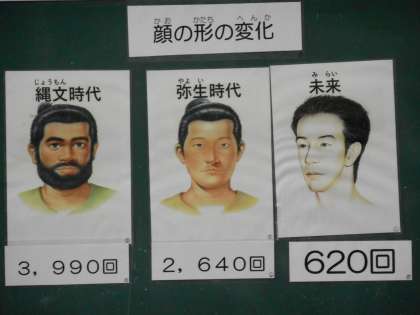 かお かたち へんか
顔の形の変化
じょうもん
縄文時代
やよい
弥生時代
みらい
未来
3，990回
2，640回
620回